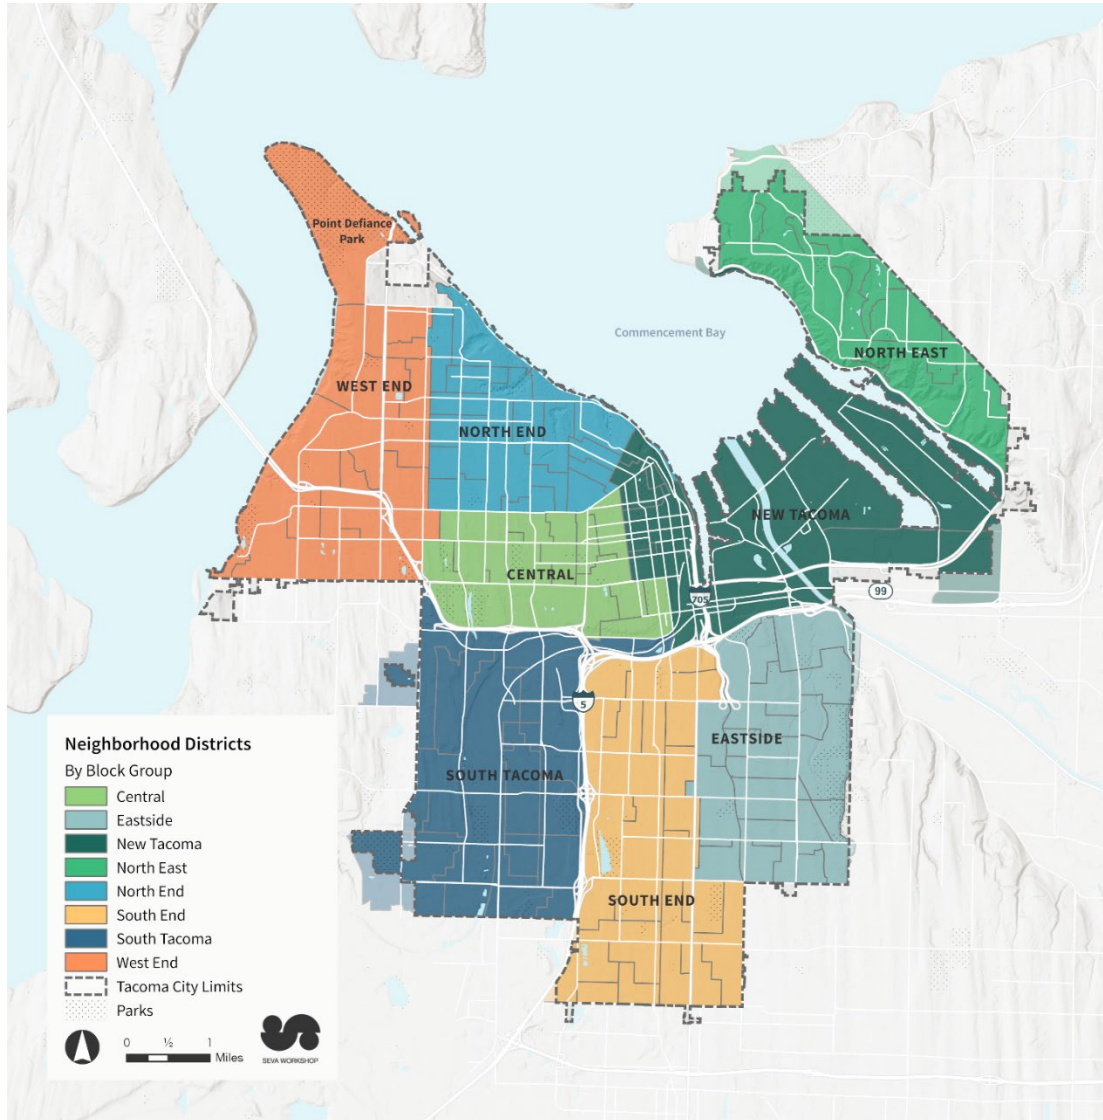 Point Defiance
Park
Commencement Bay
NORTH EAST
WEST END
NORTH END
NEW TACOMA
CENTRAL
99
705
5
EASTSIDE
SOUTH TACOMA
SOUTH END
Neighborhood Districts
By Block Group
Central
Eastside
New Tacoma
North East
North End
South End
South Tacoma
West End
Tacoma City Limits
Parks
0 ½ 1
Miles
SEVA WORKSHOP